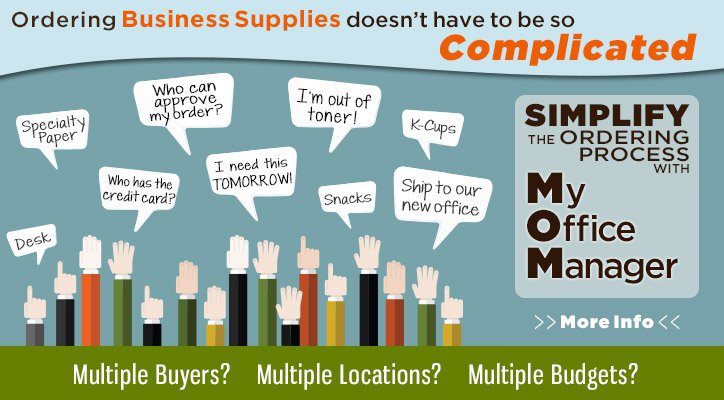 Ordering Business Supplies doesn't have to be so
Complicated
Specialty
Paper
Who can
approve
my order?
I'm out of
toner!
K-Cups
Who has the
credit card?
I need this
TOMORROW!
Snacks
Ship to our
new office
Desk
SIMPLIFY
THE ORDERING
PROCESS
WITH
My
Office
Manager
>> More Info <<
Multiple Buyers? Multiple Locations? Multiple Budgets?